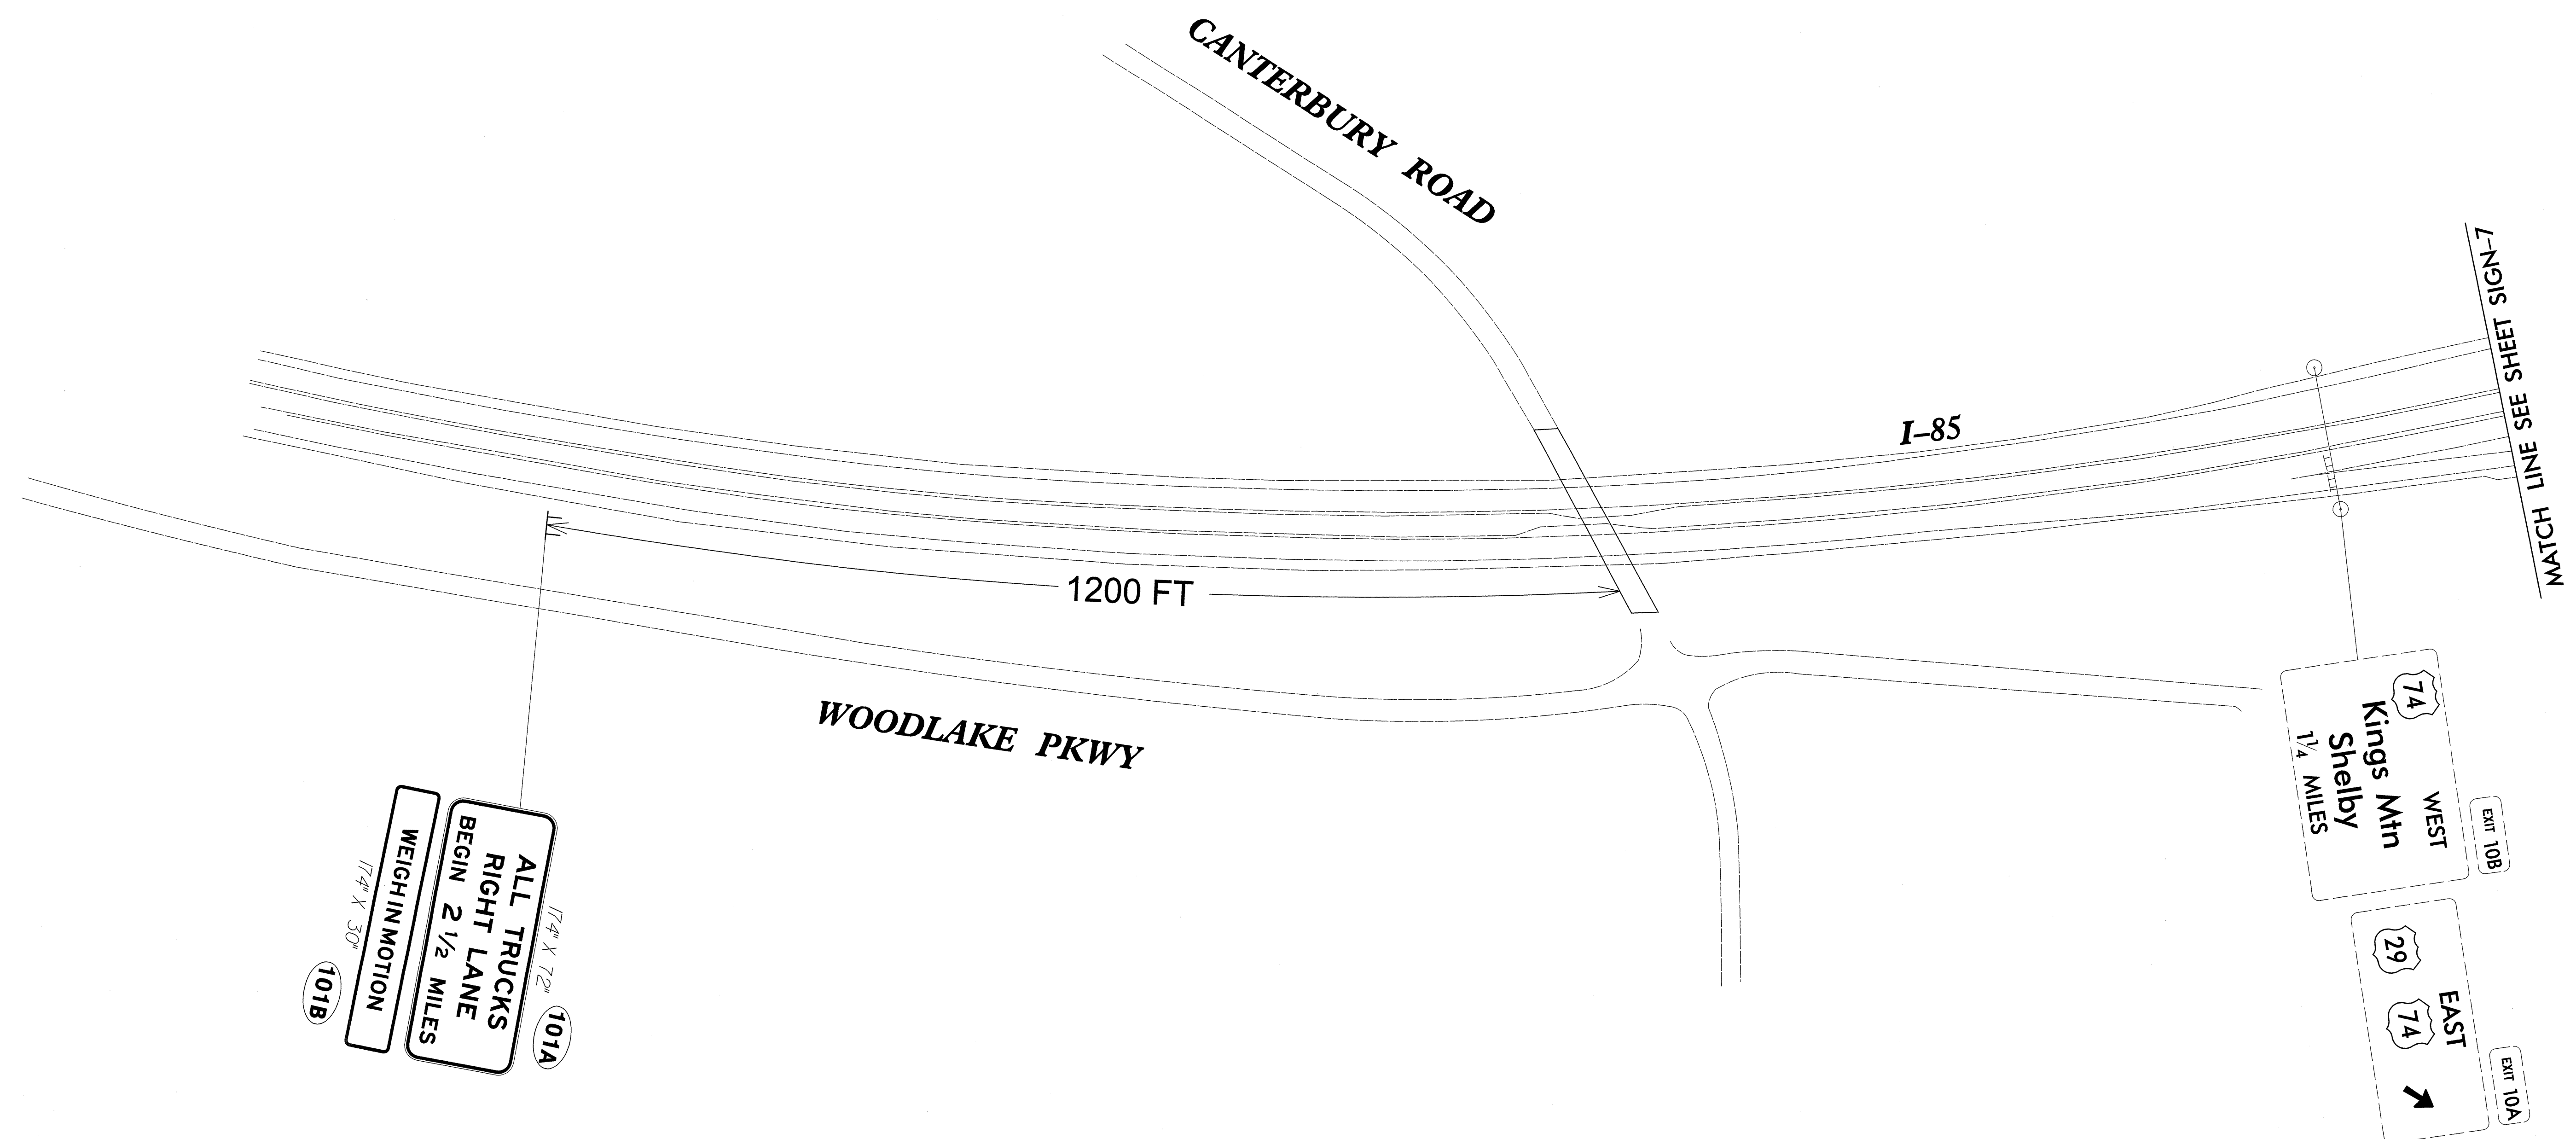 CANTERBURY ROAD
I–85
MATCH LINE SEE SHEET SIGN–7
1200 FT
WOODLAKE PKWY
174" X 72"
101A
ALL TRUCKS
RIGHT LANE
BEGIN 2 1/2 MILES
WEIGH IN MOTION
174" X 30"
101B
EXIT 10B
74 WEST
Kings Mtn
Shelby
1 1/4 MILES
EXIT 10A
EAST
29 74